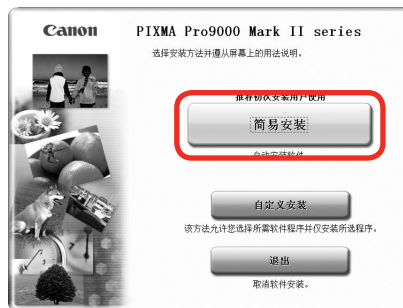 Canon
PIXMA Pro9000 Mark II series
选择安装方法并遵从屏幕上的用法说明。
推荐初次安装用户使用
简易安装
自动安装软件
自定义安装
该方法允许您选择所需软件程序并仅安装所选程序。
退出
取消软件安装。